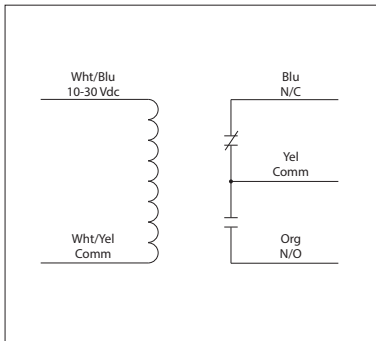 Wht/Blu
10-30 Vdc
Blu
N/C
Yel
Comm
Wht/Yel
Comm
Org
N/O